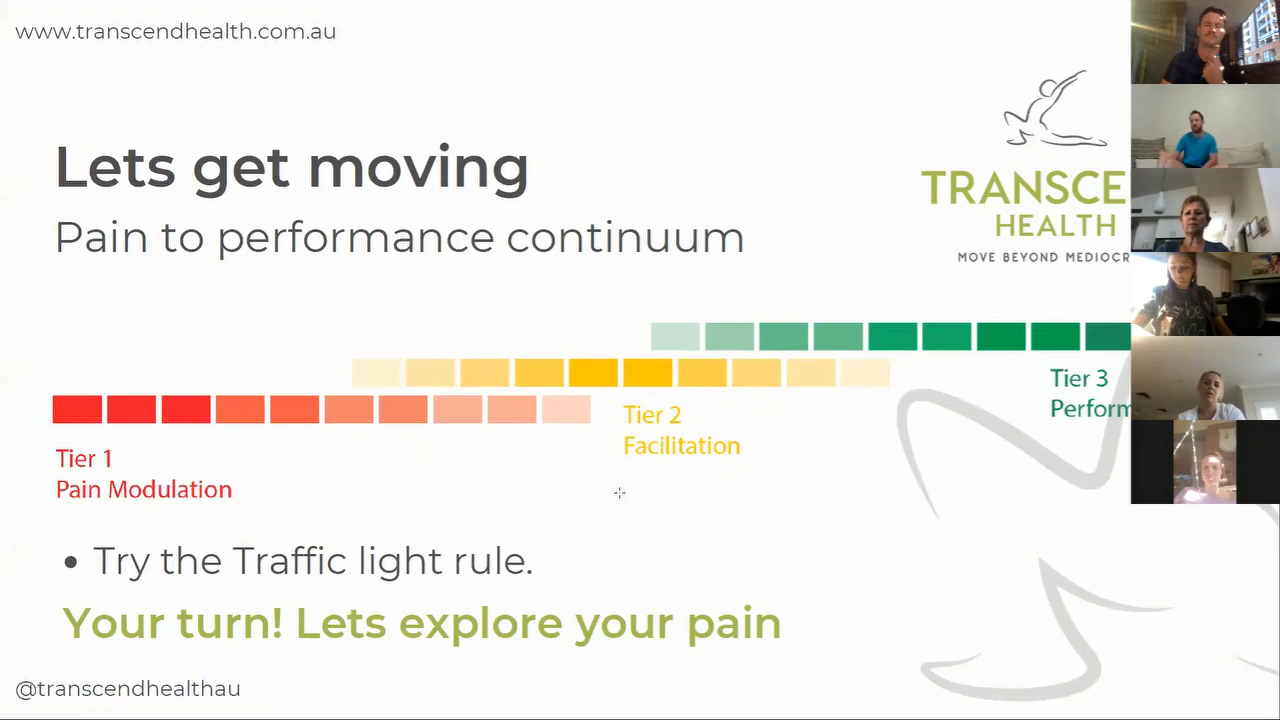 www.transcendhealth.com.au
Lets get moving
Pain to performance continuum
TRANSCE
HEALTH
MOVE BEYOND MEDIOCR
Tier 3
Perform
Tier 2
Facilitation
Tier 1
Pain Modulation
• Try the Traffic light rule.
Your turn! Lets explore your pain
@transcendhealthau